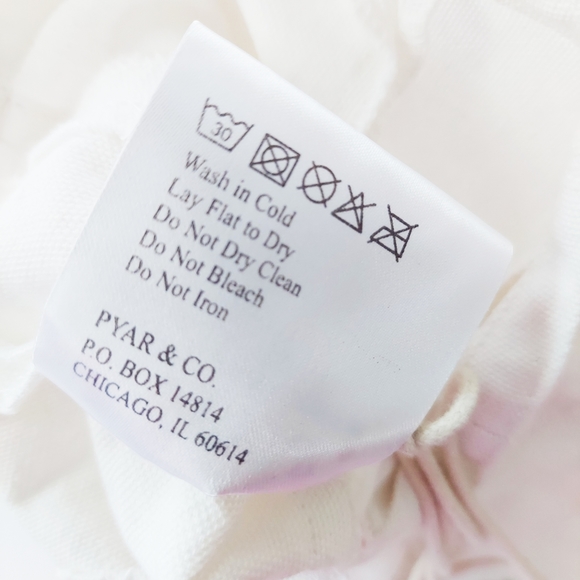 30
Wash in Cold
Lay Flat to Dry
Do Not Dry Clean
Do Not Bleach
Do Not Iron
PYAR & CO.
P.O. BOX 14814
CHICAGO, IL 60614